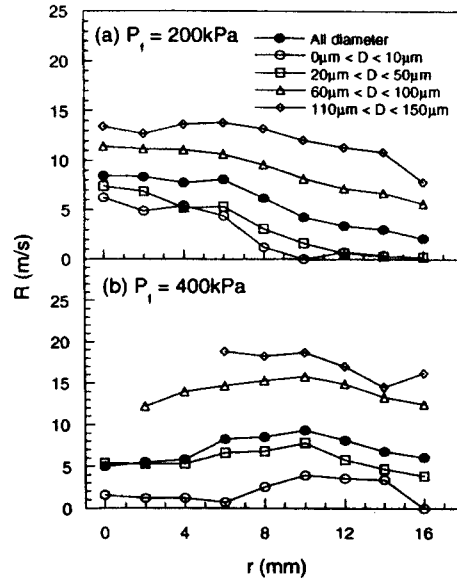 25
(a) P_f = 200kPa
All diameter
0μm < D < 10μm
20μm < D < 50μm
60μm < D < 100μm
110μm < D < 150μm
20
15
10
5
0
R (m/s)
(b) P_f = 400kPa
25
20
15
10
5
0
0 4 8 12 16
r (mm)